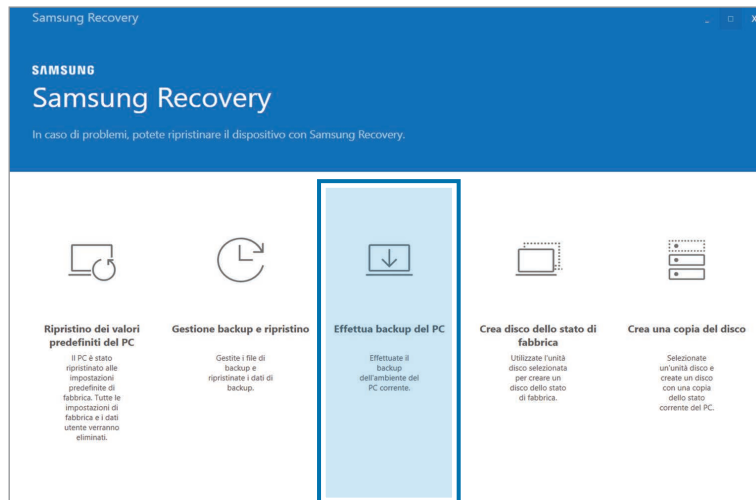 Samsung Recovery
SAMSUNG
Samsung Recovery
In caso di problemi, potete ripristinare il dispositivo con Samsung Recovery.
Ripristino dei valori
predefiniti del PC
Il PC è stato
ripristinato alle
impostazioni
predefinite di
fabbrica. Tutte le
impostazioni di
fabbrica e i dati
utente verranno
eliminati.
Gestione backup e ripristino
Gestite i file di
backup e
ripristinate i dati di
backup.
Effettua backup del PC
Effettuate il
backup
dell'ambiente del
PC corrente.
Crea disco dello stato di
fabbrica
Utilizzate l'unità
disco selezionata
per creare un
disco dello stato
di fabbrica.
Crea una copia del disco
Selezionate
un'unità disco e
create un disco
con una copia
dello stato
corrente del PC.